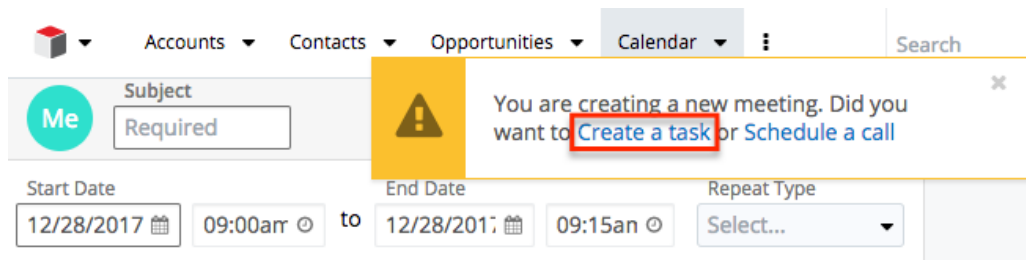 Accounts Contacts Opportunities Calendar Search
Me
Subject
Required
You are creating a new meeting. Did you
want to Create a task or Schedule a call
Start Date End Date Repeat Type
12/28/2017 09:00am to 12/28/2017 09:15am Select...